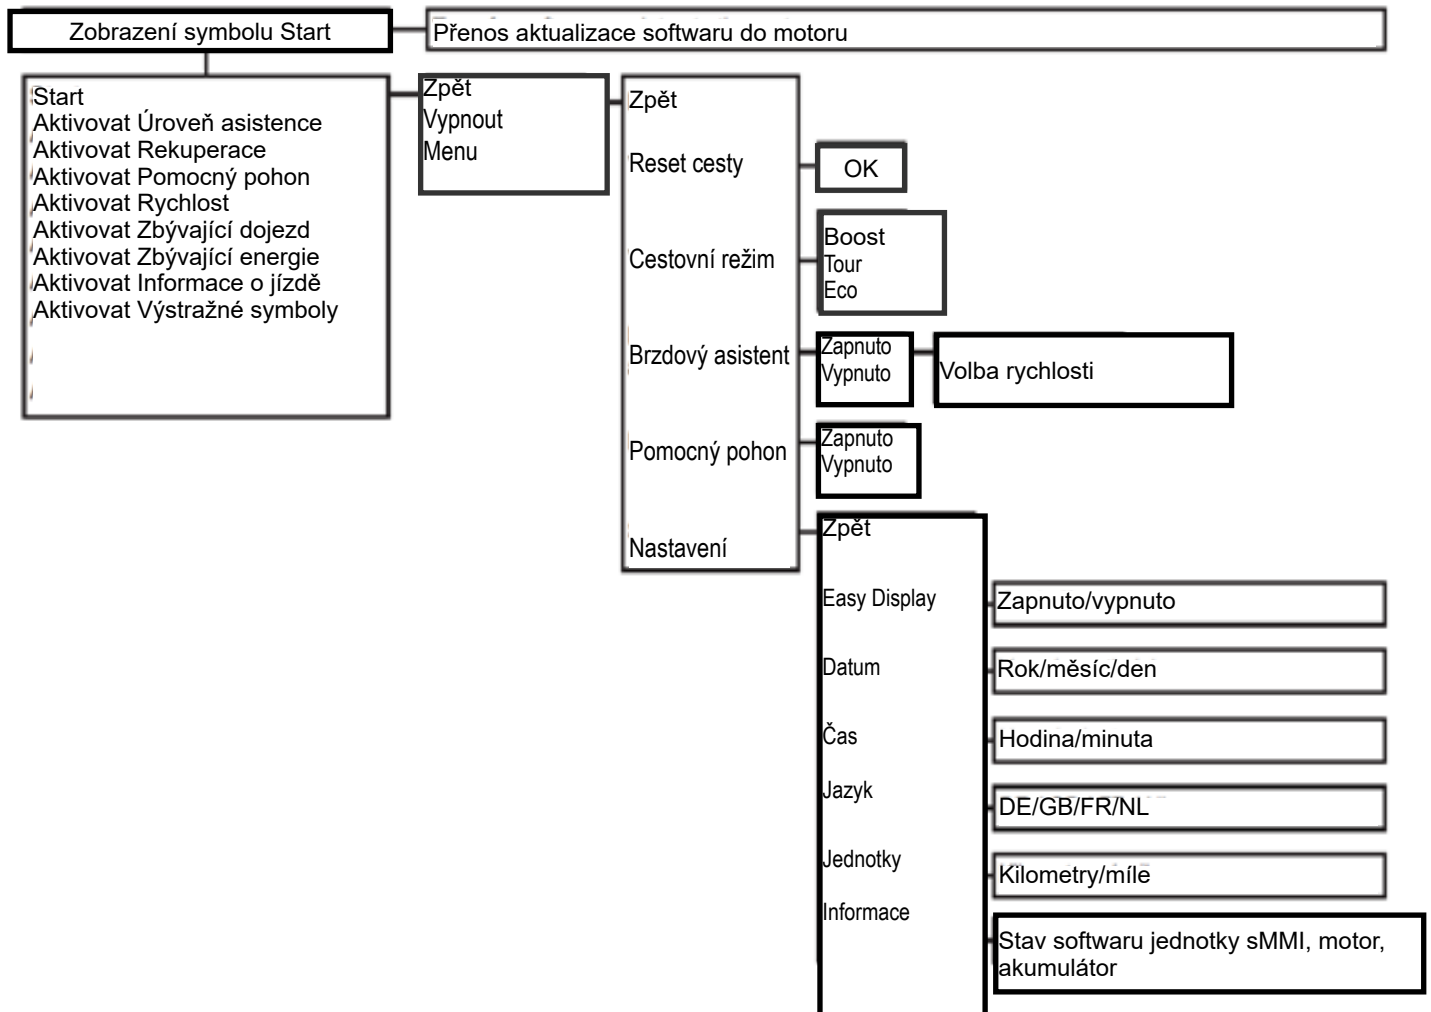 Zobrazení symbolu Start
Přenos aktualizace softwaru do motoru
Start
Aktivovat Úroveň asistence
Aktivovat Rekuperace
Aktivovat Pomocný pohon
Aktivovat Rychlost
Aktivovat Zbývající dojezd
Aktivovat Zbývající energie
Aktivovat Informace o jízdě
Aktivovat Výstražné symboly
Zpět
Vypnout
Menu
Zpět
Reset cesty
OK
Cestovní režim
Boost
Tour
Eco
Brzdový asistent
Zapnuto
Vypnuto
Volba rychlosti
Pomocný pohon
Zapnuto
Vypnuto
Nastavení
Zpět
Easy Display
Zapnuto/vypnuto
Datum
Rok/měsíc/den
Čas
Hodina/minuta
Jazyk
DE/GB/FR/NL
Jednotky
Kilometry/míle
Informace
Stav softwaru jednotky sMMI, motor,
akumulátor